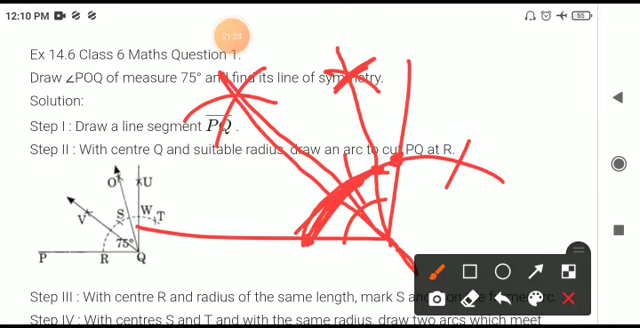 12:10 PM
55
21:24
Ex 14.6 Class 6 Maths Question 1.
Draw ∠POQ of measure 75° and find its line of symmetry.
Solution:
Step I : Draw a line segment PQ .
Step II : With centre Q and suitable radius, draw an arc to cut PQ at R.
O U
V S W T
75°
P R Q
Step III : With centre R and radius of the same length, mark S and
Step IV : With centres S and T and with the same radius, draw two arcs which meet